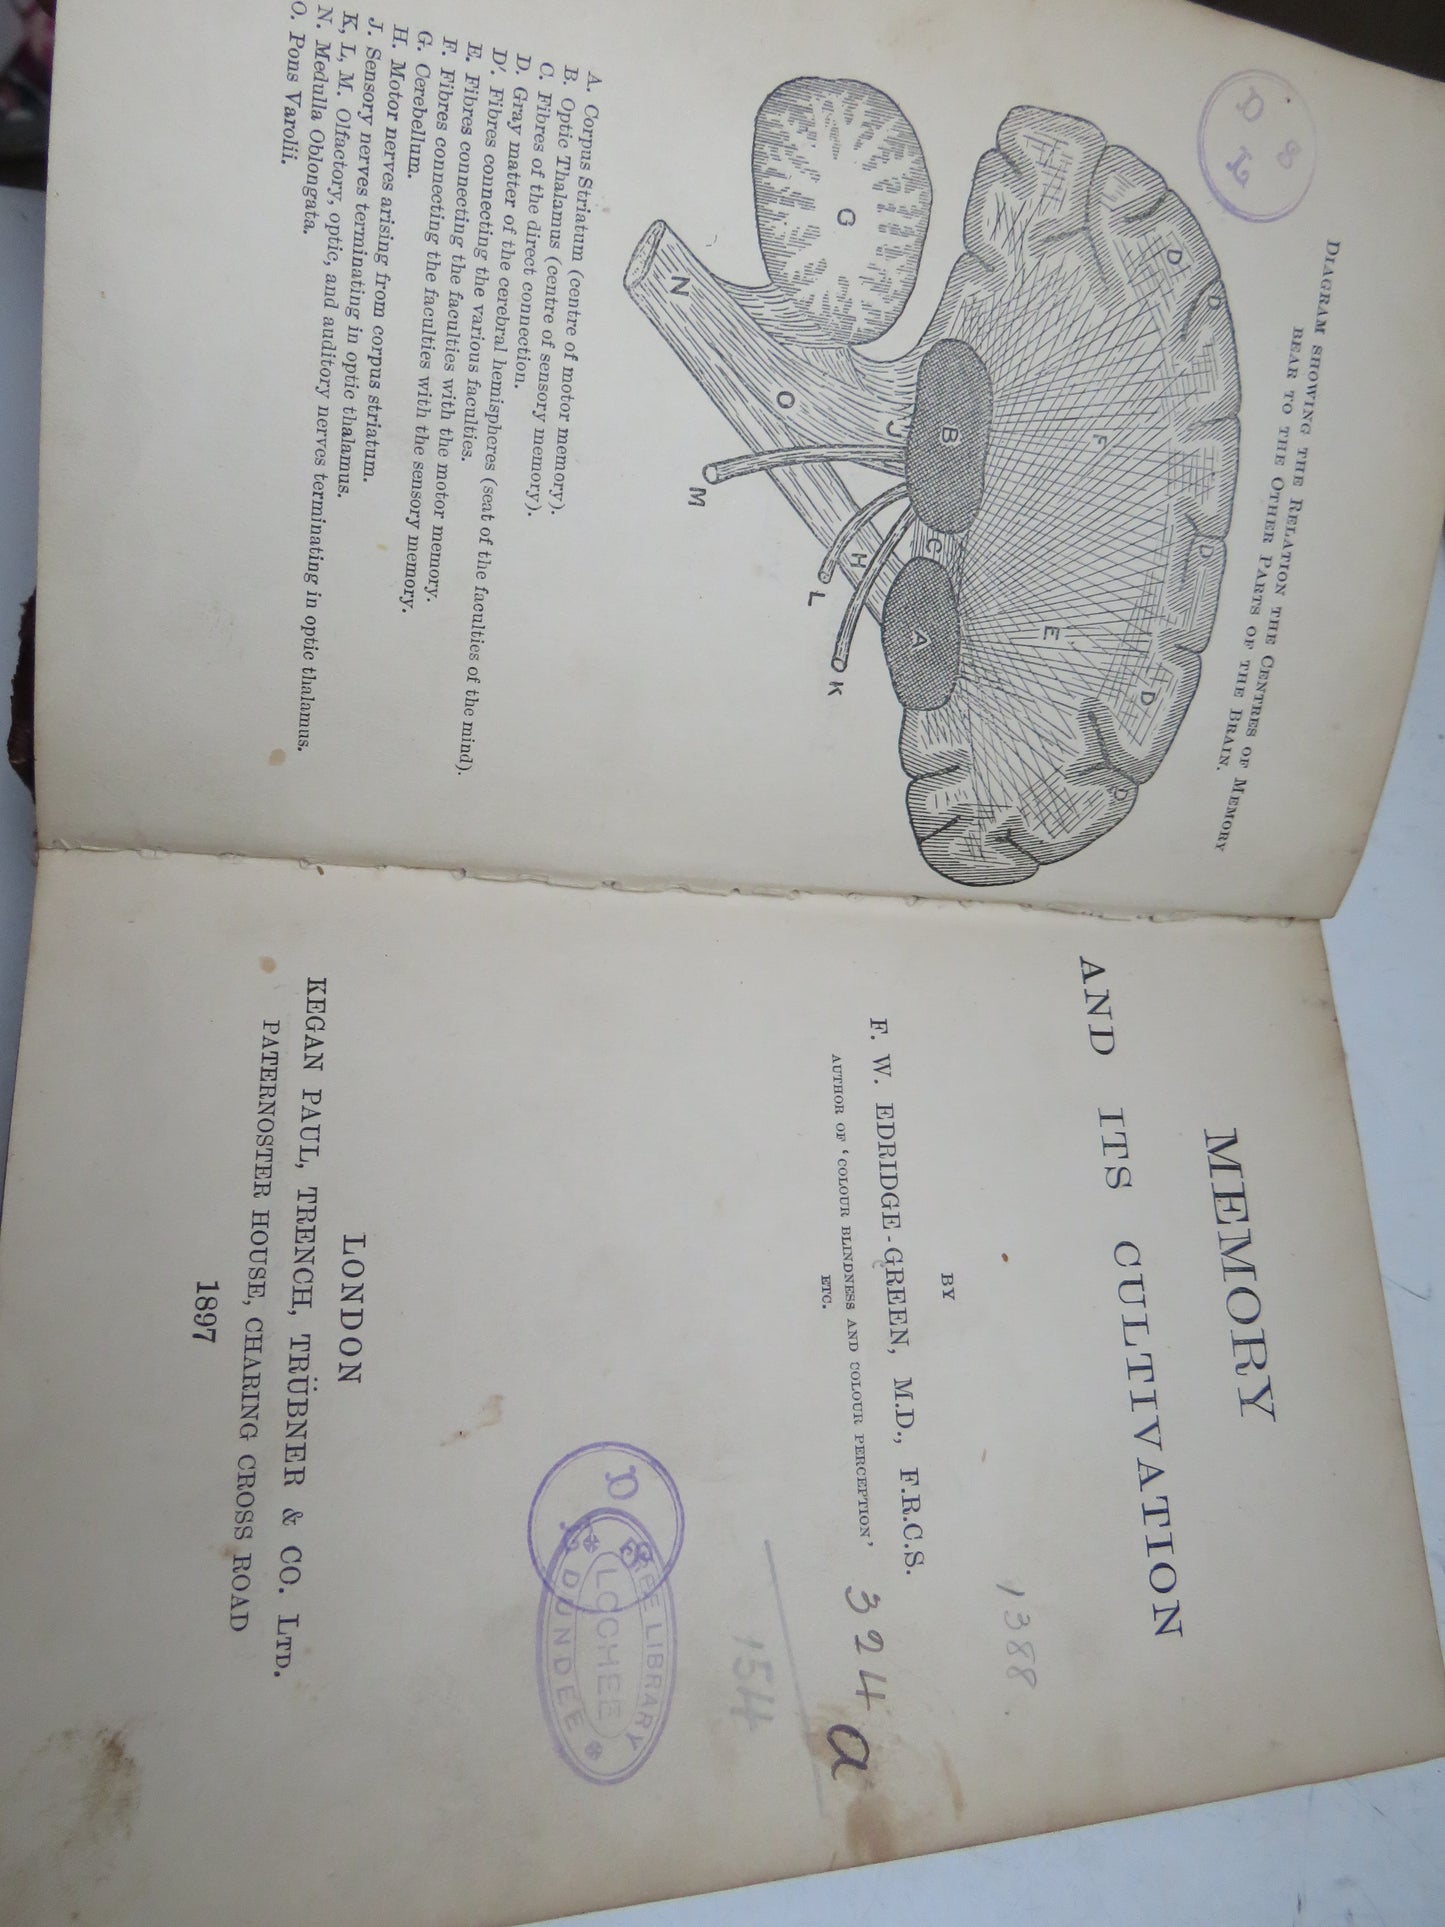 DIAGRAM SHOWING THE RELATION THE CENTRES OF MEMORY
BEAR TO THE OTHER PARTS OF THE BRAIN.
D 8
L
D
D
D
D
D
F
E
G
B
C
A
J
N
O
H
M
L
K
A. Corpus Striatum (centre of motor memory).
B. Optic Thalamus (centre of sensory memory).
C. Fibres of the direct connection.
D. Gray matter of the cerebral hemispheres (seat of the faculties of the mind).
D'. Fibres connecting the various faculties.
E. Fibres connecting the faculties with the motor memory.
F. Fibres connecting the faculties with the sensory memory.
G. Cerebellum.
H. Motor nerves arising from corpus striatum.
J. Sensory nerves terminating in optic thalamus.
K, L, M. Olfactory, optic, and auditory nerves terminating in optic thalamus.
N. Medulla Oblongata.
O. Pons Varolii.
MEMORY
AND ITS CULTIVATION
1388
BY
F. W. EDRIDGE-GREEN, M.D., F.R.C.S.
AUTHOR OF 'COLOUR BLINDNESS AND COLOUR PERCEPTION'
ETC.
324a
154
D
FREE LIBRARY
LOCHEE
DUNDEE
LONDON
KEGAN PAUL, TRENCH, TRÜBNER & CO. LTD.
PATERNOSTER HOUSE, CHARING CROSS ROAD
1897